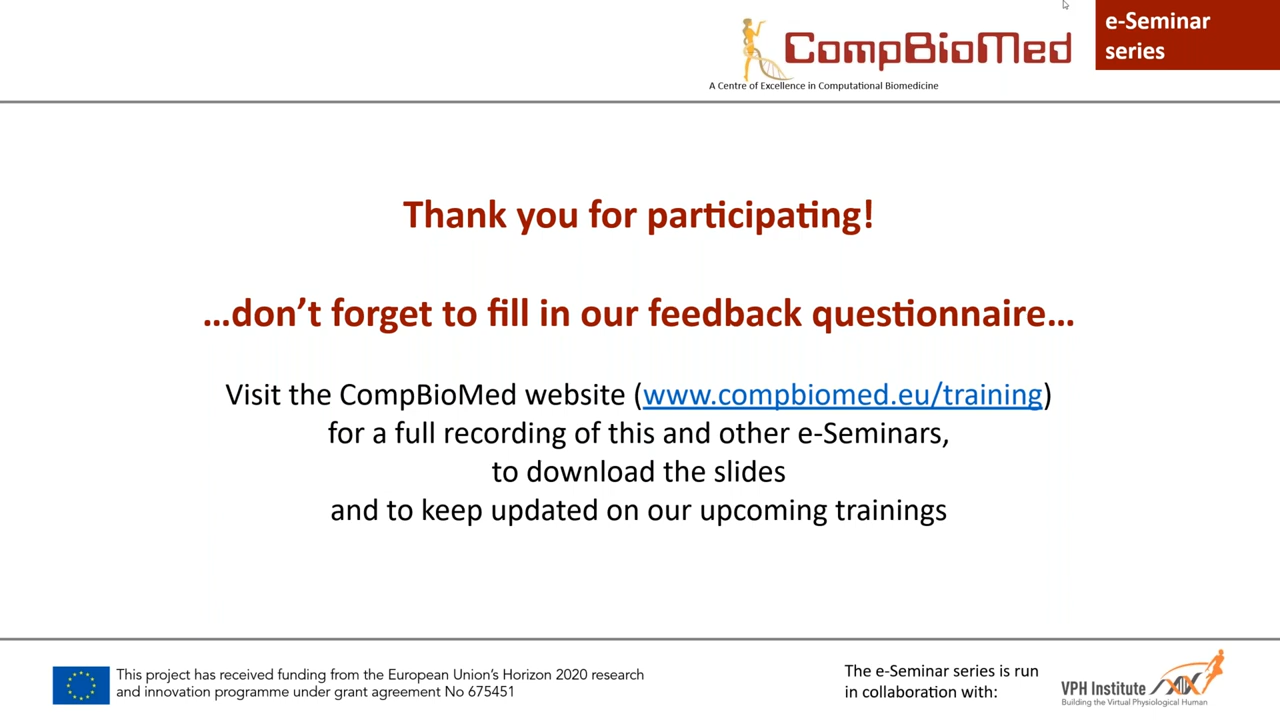 CompBioMed
A Centre of Excellence in Computational Biomedicine
e-Seminar
series
Thank you for participating!
...don't forget to fill in our feedback questionnaire...
Visit the CompBioMed website (www.compbiomed.eu/training)
for a full recording of this and other e-Seminars,
to download the slides
and to keep updated on our upcoming trainings
This project has received funding from the European Union's Horizon 2020 research
and innovation programme under grant agreement No 675451
The e-Seminar series is run
in collaboration with:
VPH Institute
Building the Virtual Physiological Human